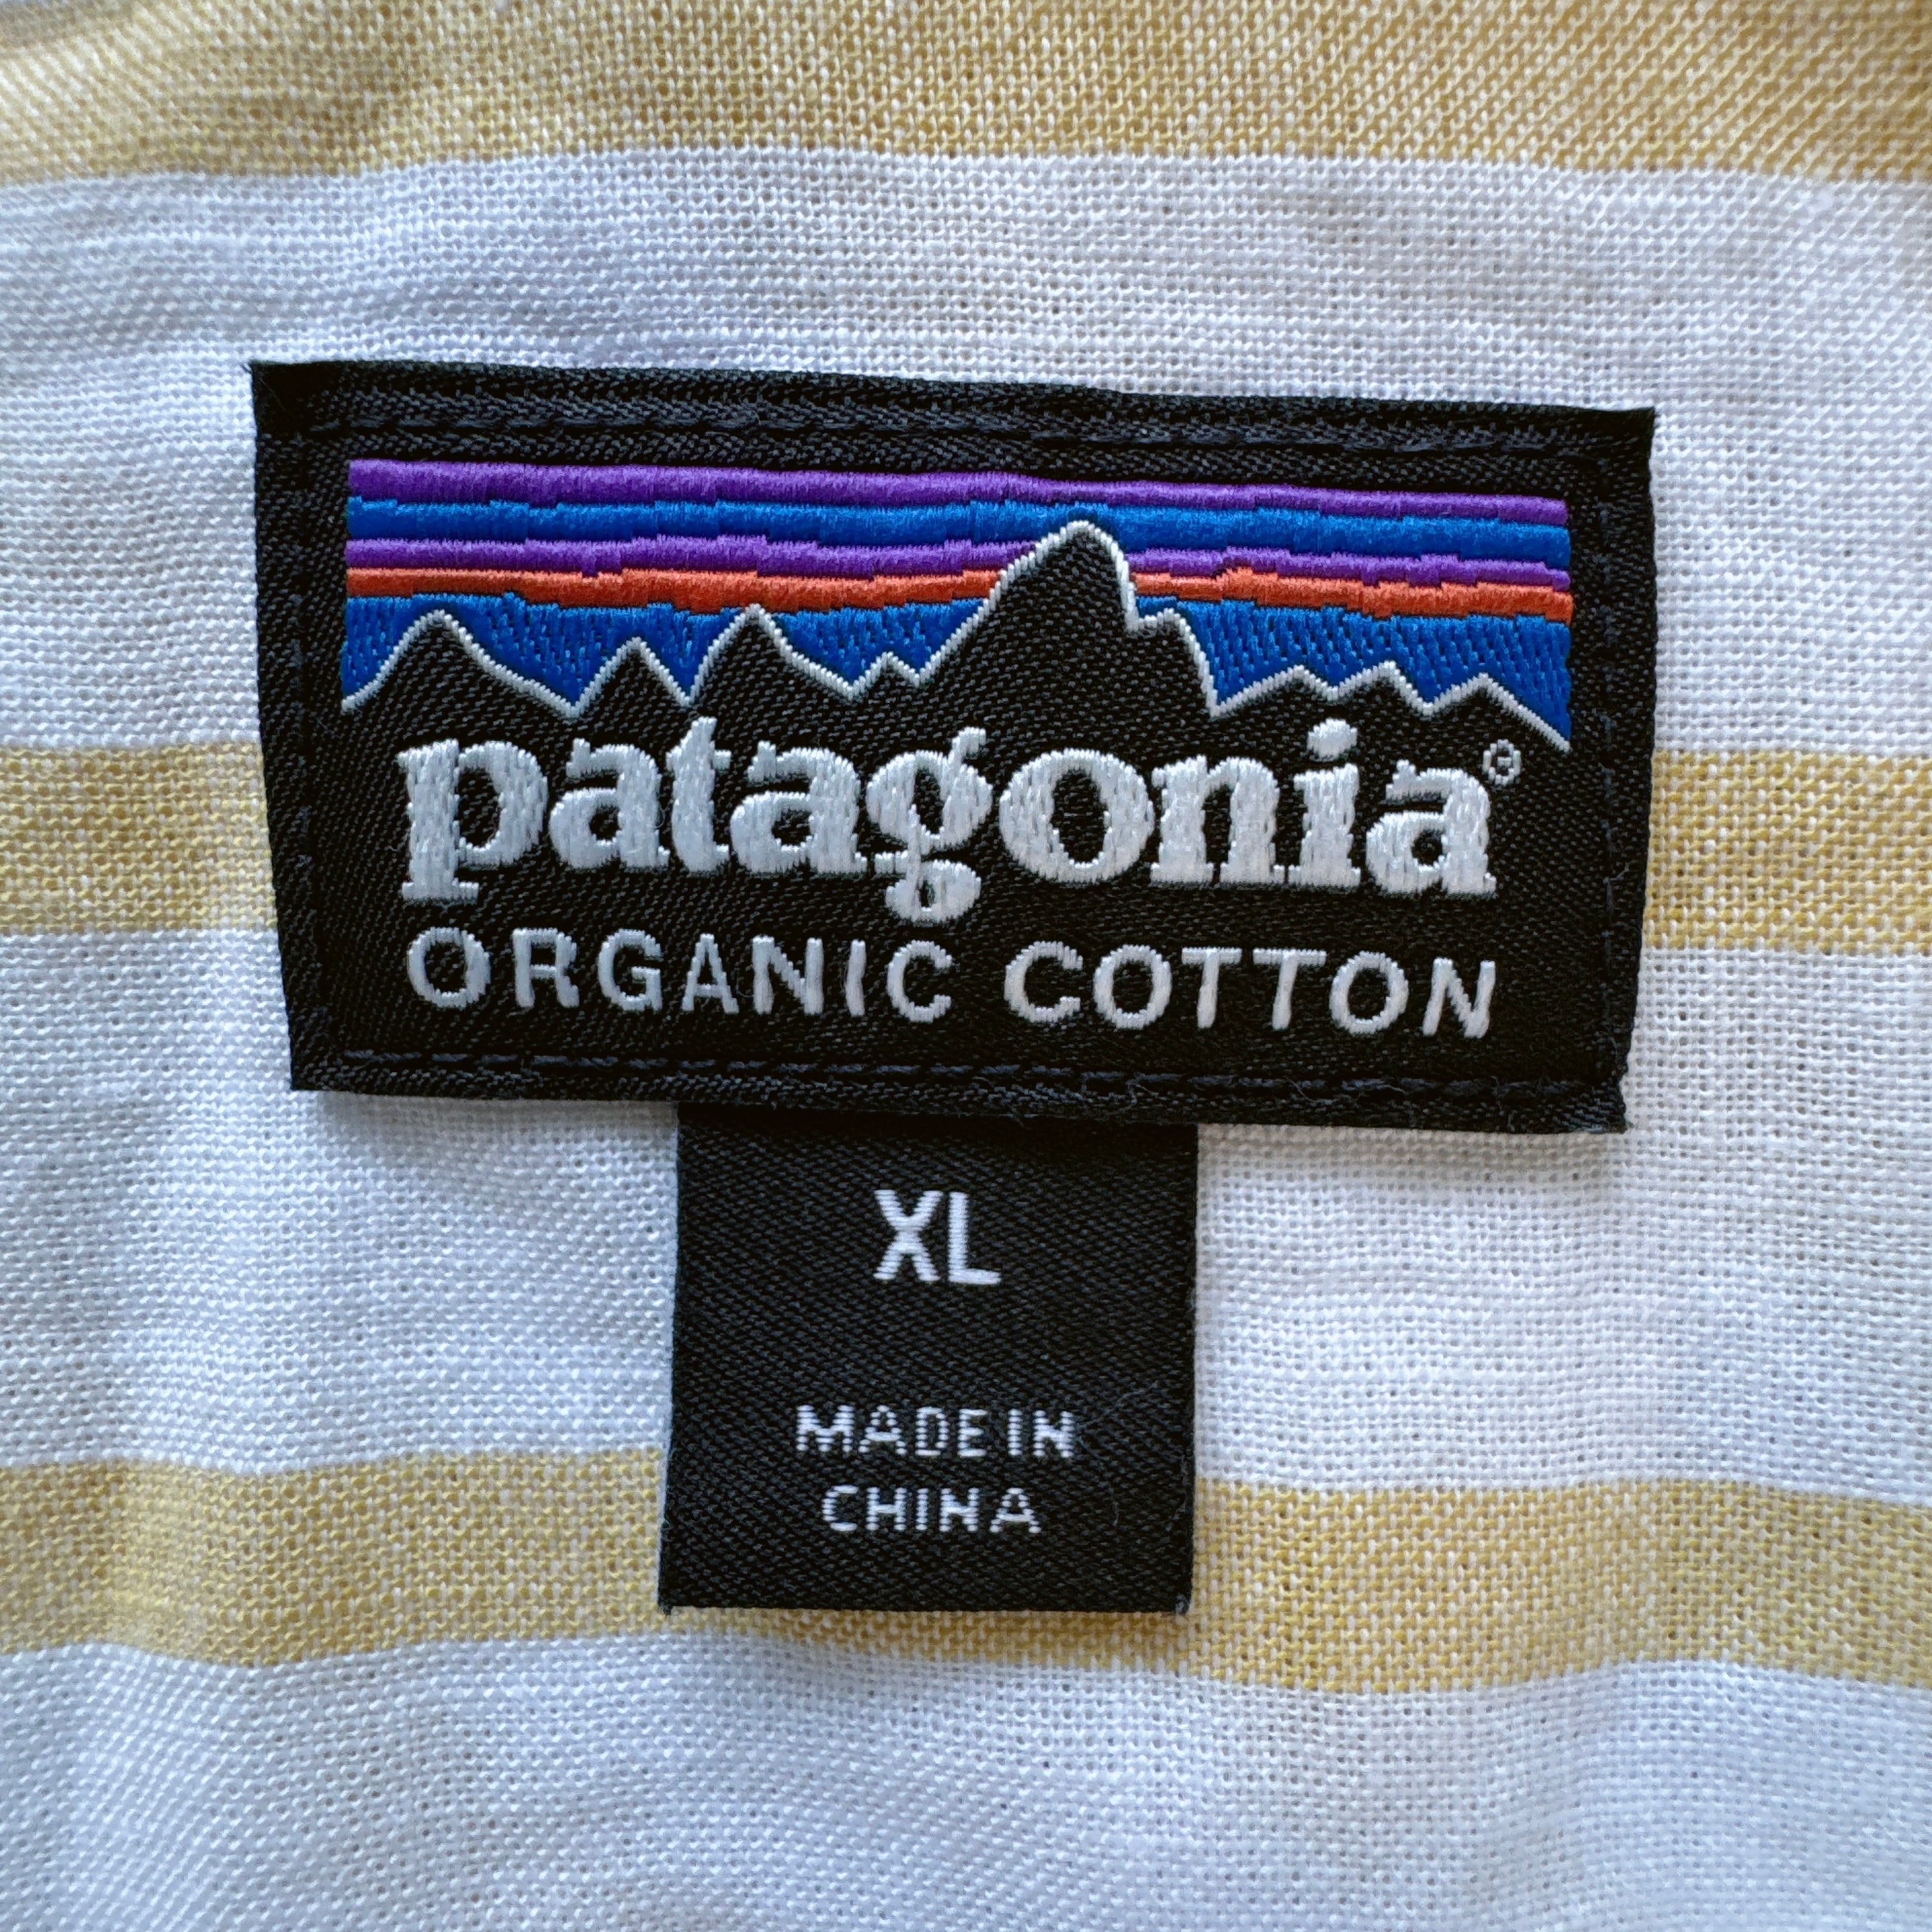 patagonia®
ORGANIC COTTON
XL
MADE IN
CHINA